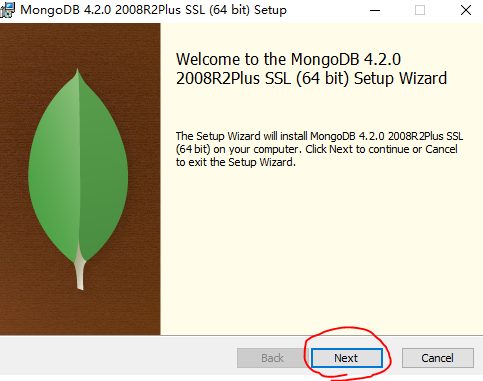 MongoDB 4.2.0 2008R2Plus SSL (64 bit) Setup
Welcome to the MongoDB 4.2.0
2008R2Plus SSL (64 bit) Setup Wizard
The Setup Wizard will install MongoDB 4.2.0 2008R2Plus SSL
(64 bit) on your computer. Click Next to continue or Cancel
to exit the Setup Wizard.
Back
Next
Cancel